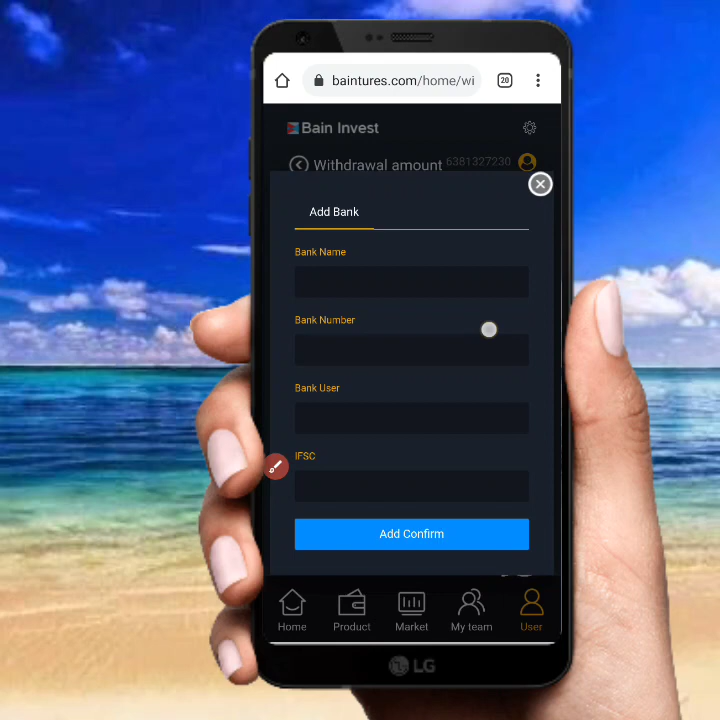 baintures.com/home/wi
20
Bain Invest
Withdrawal amount 6381327230
Add Bank
Bank Name
Bank Number
Bank User
IFSC
Add Confirm
Home Product Market My team User
LG